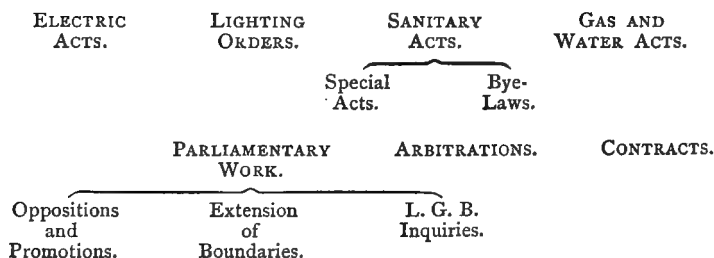 ELECTRIC LIGHTING SANITARY GAS AND
ACTS. ORDERS. ACTS. WATER ACTS.
Special Bye-
Acts. Laws.
PARLIAMENTARY ARBITRATIONS. CONTRACTS.
WORK.
Oppositions Extension L. G. B.
and of Inquiries.
Promotions. Boundaries.